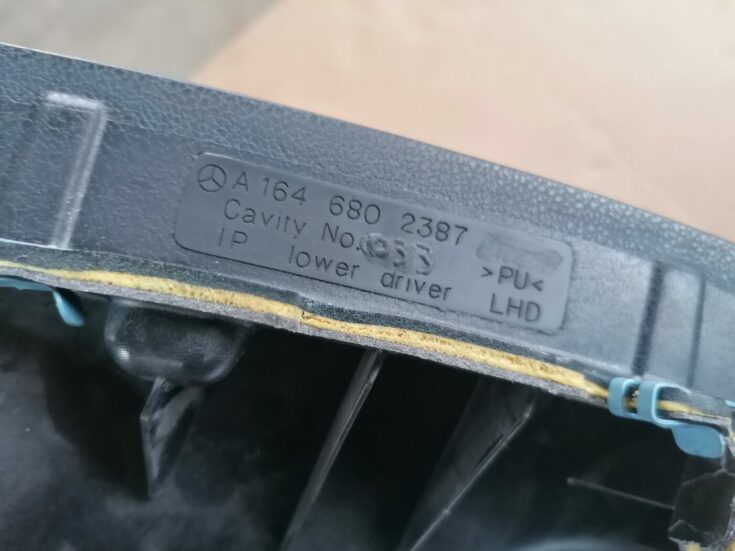 A 164 680 2387
Cavity No.
>PU<
IP lower driver LHD